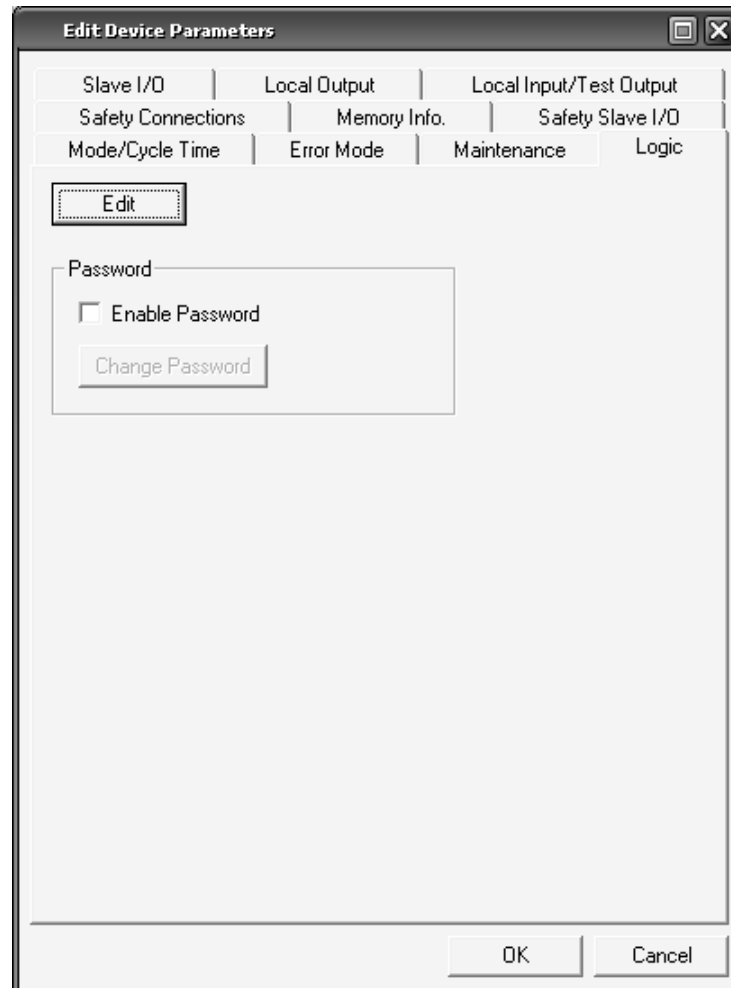 Edit Device Parameters
Slave I/O Local Output Local Input/Test Output
Safety Connections Memory Info. Safety Slave I/O
Mode/Cycle Time Error Mode Maintenance Logic
Edit
Password
Enable Password
Change Password
OK Cancel